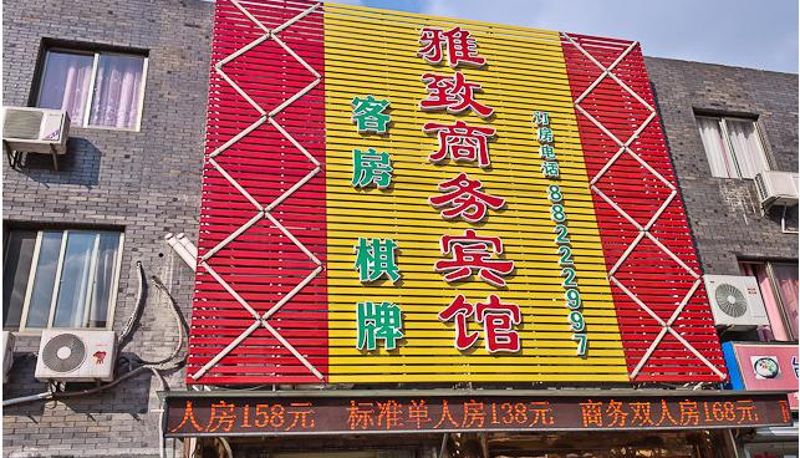 雅致商务宾馆
客房 棋牌
订房电话 88222997
人房158元 标准单人房138元 商务双人房168元